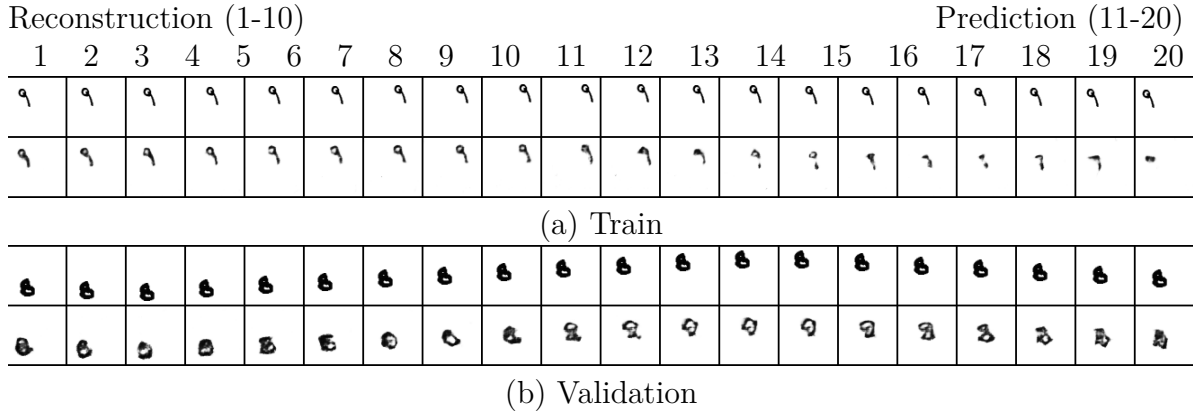 Reconstruction (1-10) Prediction (11-20)
1 2 3 4 5 6 7 8 9 10 11 12 13 14 15 16 17 18 19 20
(a) Train
(b) Validation